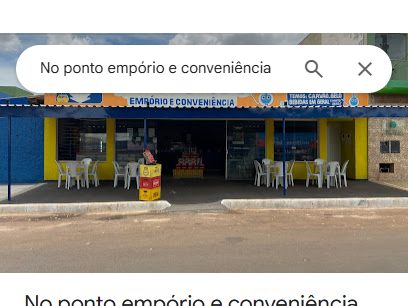 No ponto empório e conveniência
EMPÓRIO E CONVENIÊNCIA
TEMOS: CARVÃO, GELO
BEBIDAS EM GERAL
No ponto empório e conveniência